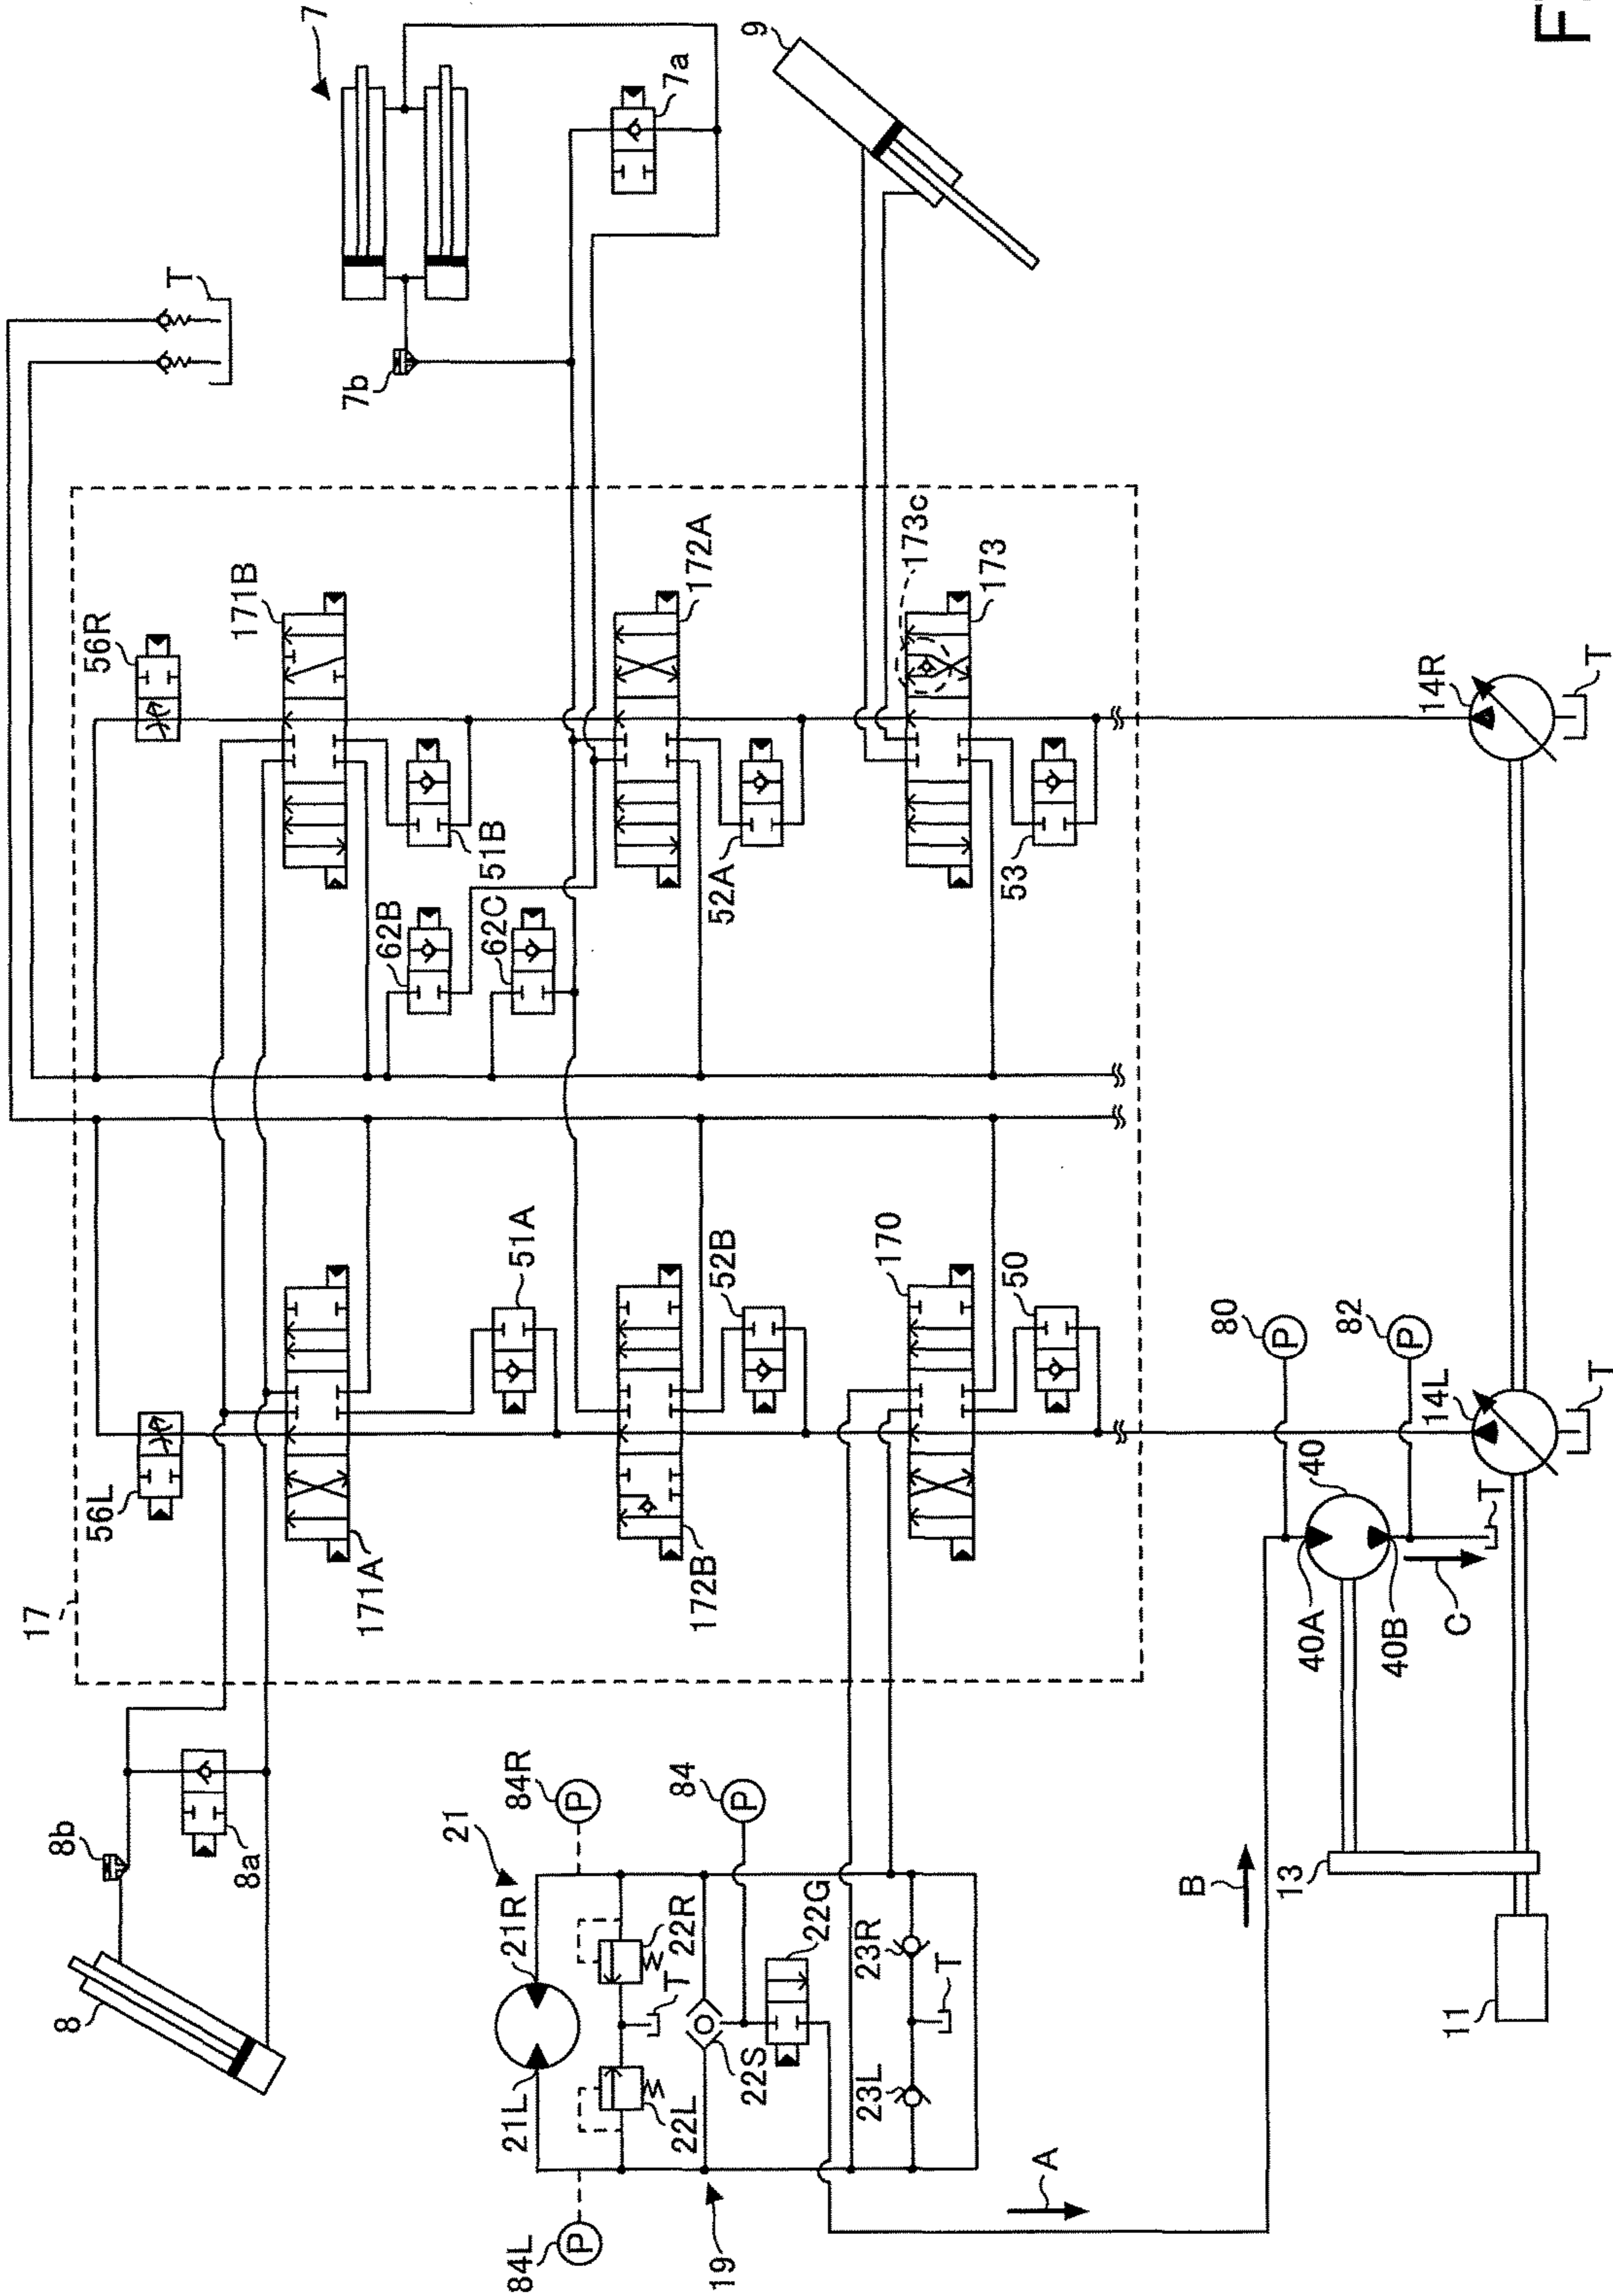 17
8b
8
8a
56L
56R
171A
171B
51A
51B
62B
62C
T
7
7b
7a
172B
172A
52B
52A
9
170
173
173c
50
53
84L
84R
21
21L
21R
22L
22R
T
19
22S
84
P
P
P
22G
23L
23R
T
A
B
80
P
82
P
40
40A
40B
C
T
14L
T
14R
T
13
11
F